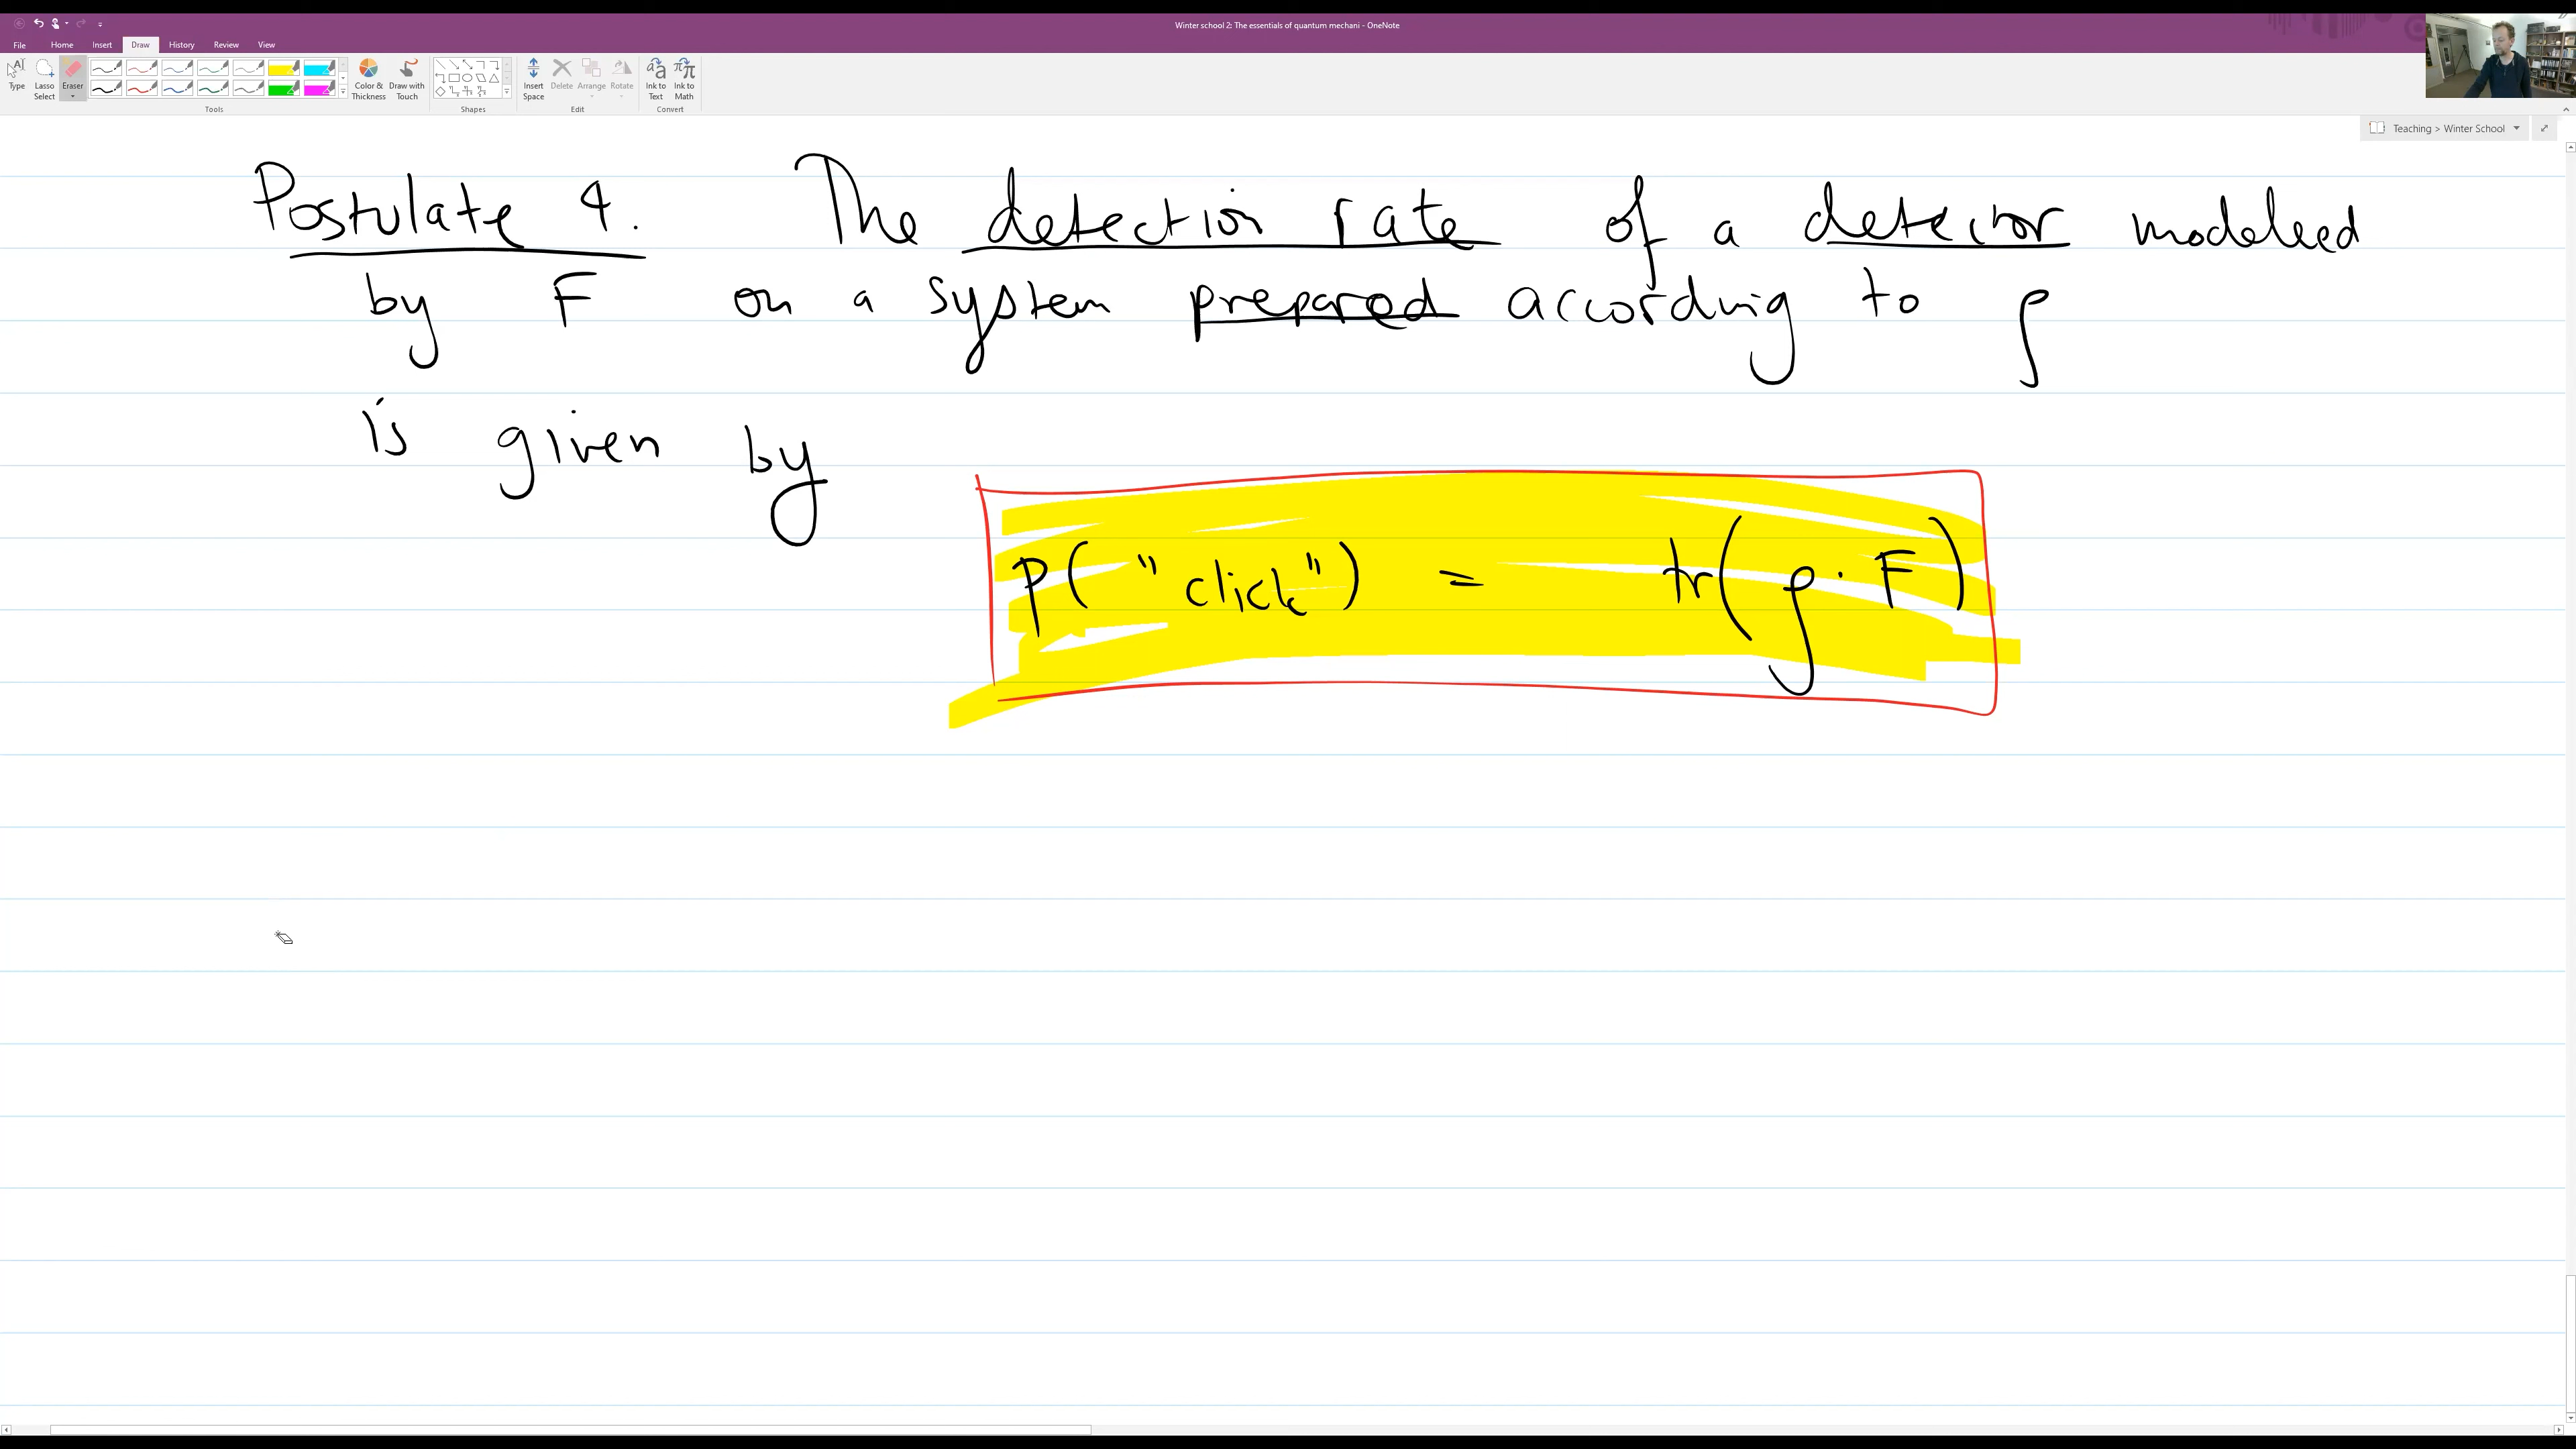 Winter school 2: The essentials of quantum mechani - OneNote
File Home Insert Draw History Review View
Type Lasso Select Eraser Color & Thickness Draw with Touch Insert Space Delete Arrange Rotate Ink to Text Ink to Math
Tools Shapes Edit Convert
Teaching > Winter School
Postulate 4. The detection rate of a detector modelled
by F on a system prepared according to ρ
is given by
p("click") = tr(ρ·F)